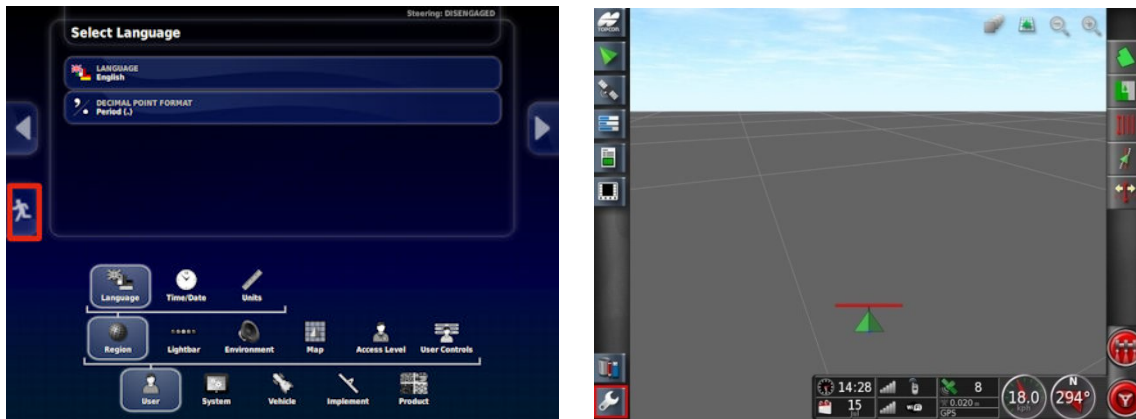 Steering: DISENGAGED
Select Language
LANGUAGE
English
DECIMAL POINT FORMAT
Period (.)
Language Time/Date Units
Region Lightbar Environment Map Access Level User Controls
User System Vehicle Implement Product
TOPCON
14:28 8
15 0.020
GPS
18.0
kph
N
294°